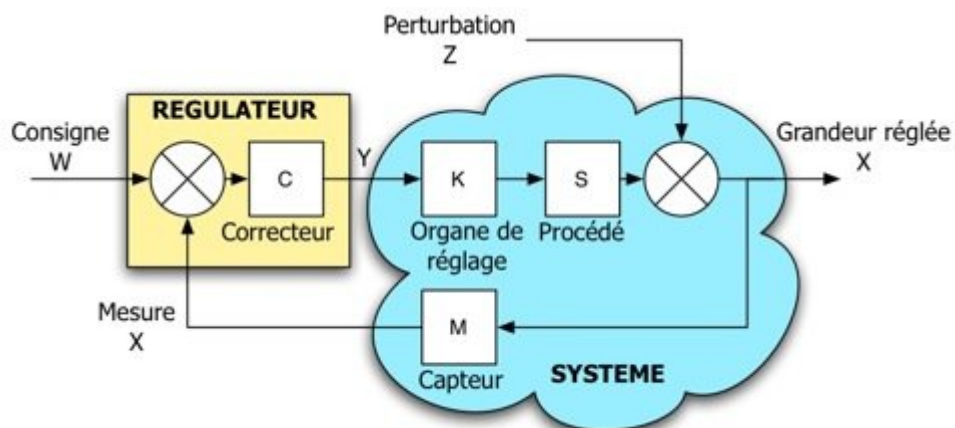 Perturbation
Z
REGULATEUR
Consigne
W
Grandeur réglée
X
Y
C
K
S
Correcteur
Organe de
réglage
Procédé
Mesure
X
M
Capteur
SYSTEME